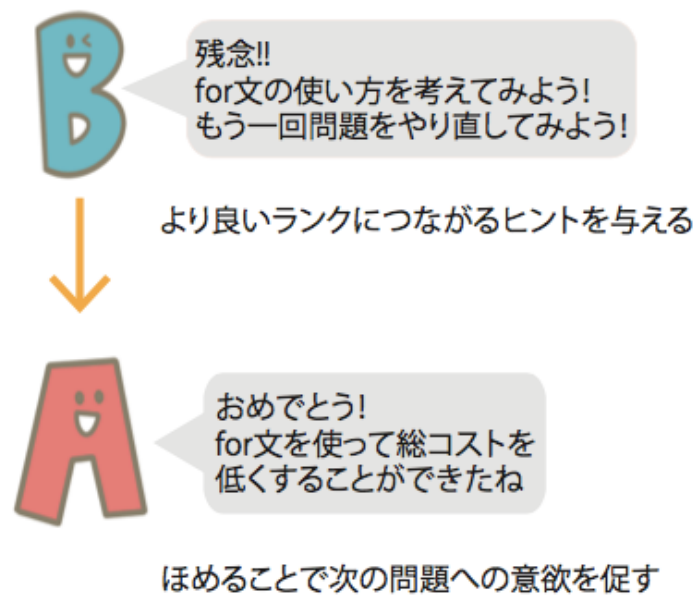 B
残念!!
for文の使い方を考えてみよう!
もう一回問題をやり直してみよう!
より良いランクにつながるヒントを与える
A
おめでとう!
for文を使って総コストを
低くすることができたね
ほめることで次の問題への意欲を促す